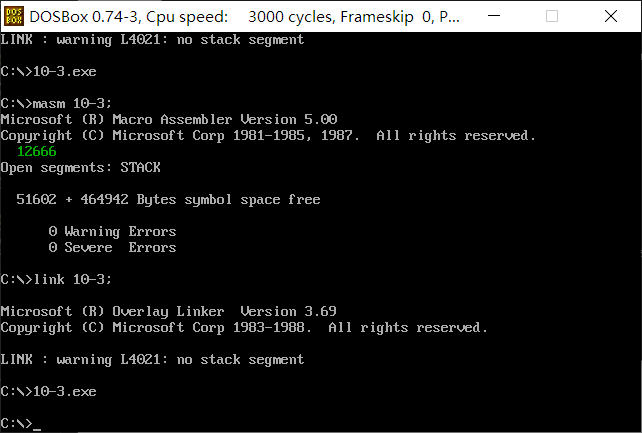 DOS BOX DOSBox 0.74-3, Cpu speed: 3000 cycles, Frameskip 0, P...
LINK : warning L4021: no stack segment
C:\>10-3.exe
C:\>masm 10-3;
Microsoft (R) Macro Assembler Version 5.00
Copyright (C) Microsoft Corp 1981-1985, 1987.  All rights reserved.
12666
Open segments: STACK
51602 + 464942 Bytes symbol space free
0 Warning Errors
0 Severe  Errors
C:\>link 10-3;
Microsoft (R) Overlay Linker  Version 3.69
Copyright (C) Microsoft Corp 1983-1988.  All rights reserved.
LINK : warning L4021: no stack segment
C:\>10-3.exe
C:\>_